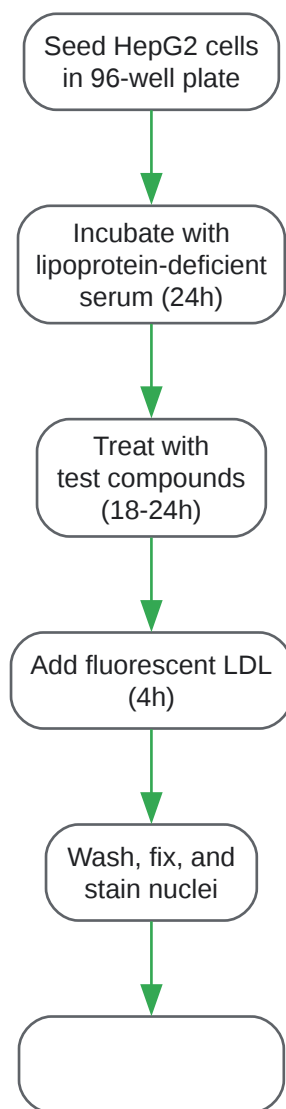 Seed HepG2 cells
in 96-well plate
Incubate with
lipoprotein-deficient
serum (24h)
Treat with
test compounds
(18-24h)
Add fluorescent LDL
(4h)
Wash, fix, and
stain nuclei